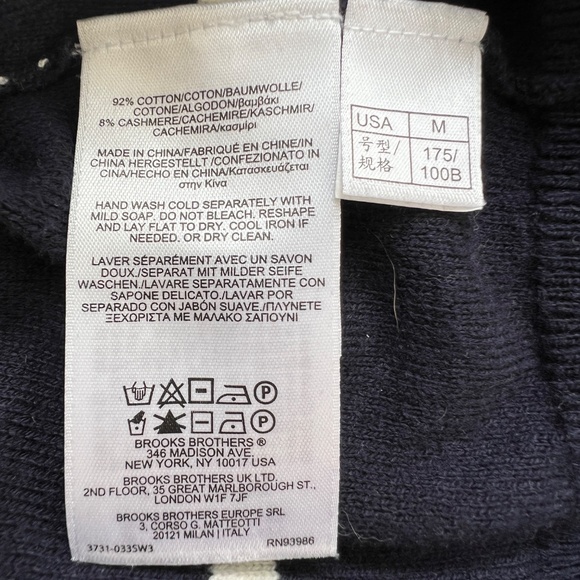 92% COTTON/COTON/BAUMWOLLE/
COTONE/ALGODON/βαμβάκι
8% CASHMERE/CACHEMIRE/KASCHMIR/
CACHEMIRA/κασμίρι
MADE IN CHINA/FABRIQUÉ EN CHINE/IN
CHINA HERGESTELLT /CONFEZIONATO IN
CINA/HECHO EN CHINA/Κατασκευάζεται
στην Κίνα
HAND WASH COLD SEPARATELY WITH
MILD SOAP. DO NOT BLEACH. RESHAPE
AND LAY FLAT TO DRY. COOL IRON IF
NEEDED. OR DRY CLEAN.
LAVER SÉPARÉMENT AVEC UN SAVON
DOUX./SEPARAT MIT MILDER SEIFE
WASCHEN./LAVARE SEPARATAMENTE CON
SAPONE DELICATO./LAVAR POR
SEPARADO CON JABÓN SUAVE./ΠΛΥΝΕΤΕ
ΞΕΧΩΡΙΣΤΑ ΜΕ ΜΑΛΑΚΟ ΣΑΠΟΥΝΙ
P
P
BROOKS BROTHERS ®
346 MADISON AVE
NEW YORK, NY 10017 USA
BROOKS BROTHERS UK LTD.
2ND FLOOR, 35 GREAT MARLBOROUGH ST.
LONDON W1F 7JF
BROOKS BROTHERS EUROPE SRL
3, CORSO G. MATTEOTTI
20121 MILAN | ITALY
3731-0335W3 RN93986
USA M
号型/
规格
175/
100B